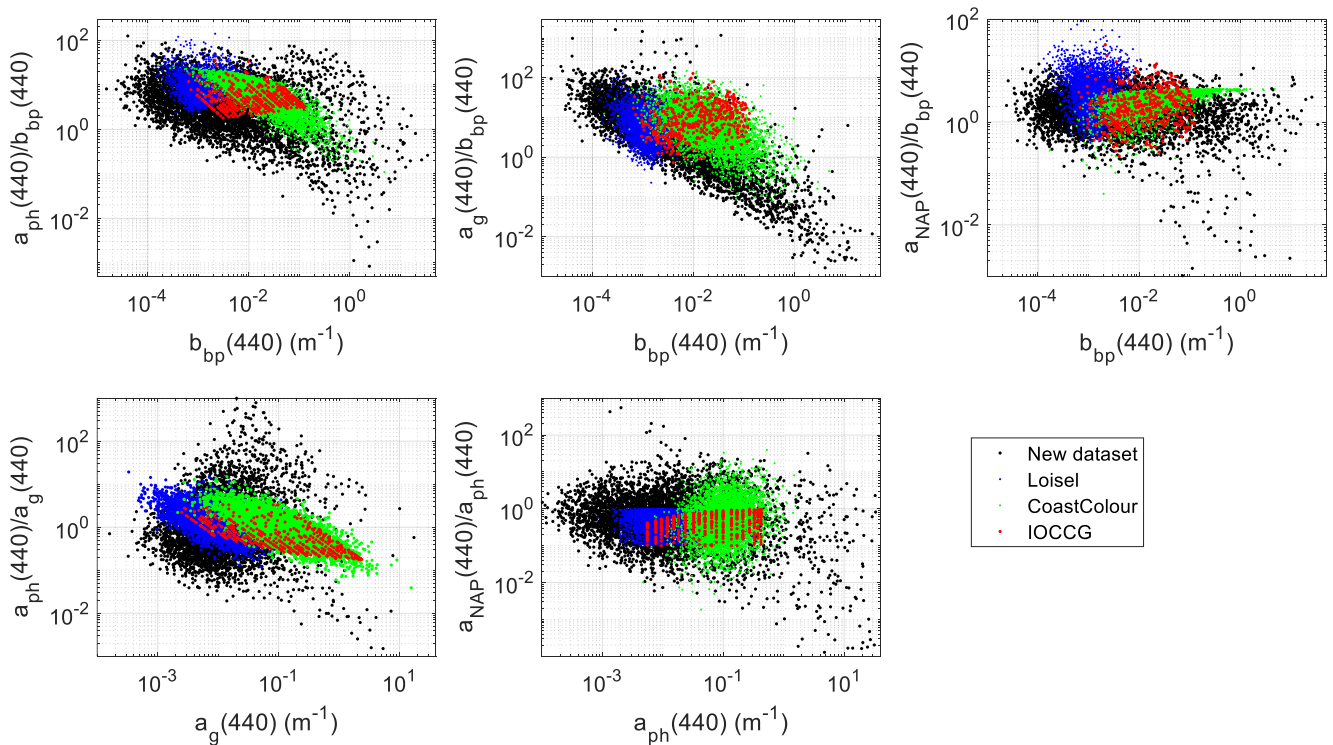 a_ph(440)/b_bp(440)
10^2
10^0
10^-2
10^-4 10^-2 10^0
b_bp(440) (m^-1)
a_g(440)/b_bp(440)
10^2
10^0
10^-2
10^-4 10^-2 10^0
b_bp(440) (m^-1)
a_NAP(440)/b_bp(440)
10^2
10^0
10^-2
10^-4 10^-2 10^0
b_bp(440) (m^-1)
a_ph(440)/a_g(440)
10^2
10^0
10^-2
10^-3 10^-1 10^1
a_g(440) (m^-1)
a_NAP(440)/a_ph(440)
10^2
10^0
10^-2
10^-3 10^-1 10^1
a_ph(440) (m^-1)
New dataset
Loisel
CoastColour
IOCCG